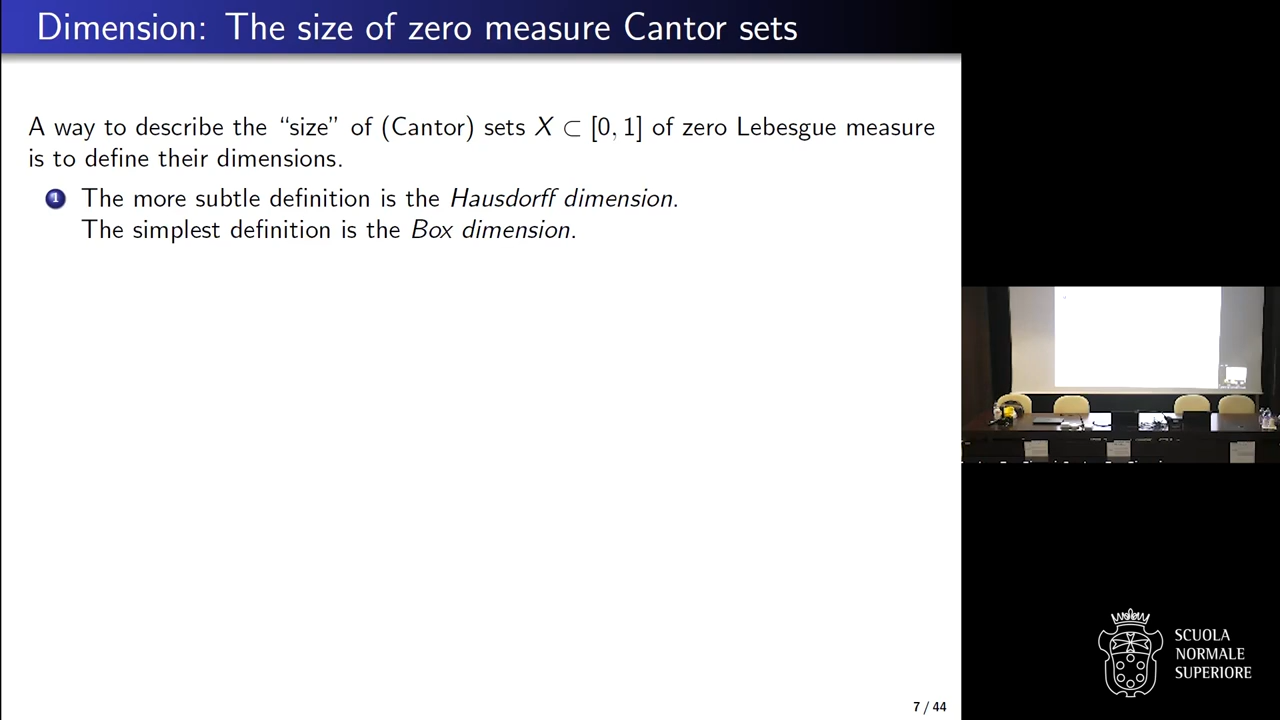 Dimension: The size of zero measure Cantor sets
A way to describe the “size” of (Cantor) sets X ⊂ [0, 1] of zero Lebesgue measure
is to define their dimensions.
1 The more subtle definition is the Hausdorff dimension.
The simplest definition is the Box dimension.
7 / 44
SCUOLA
NORMALE
SUPERIORE